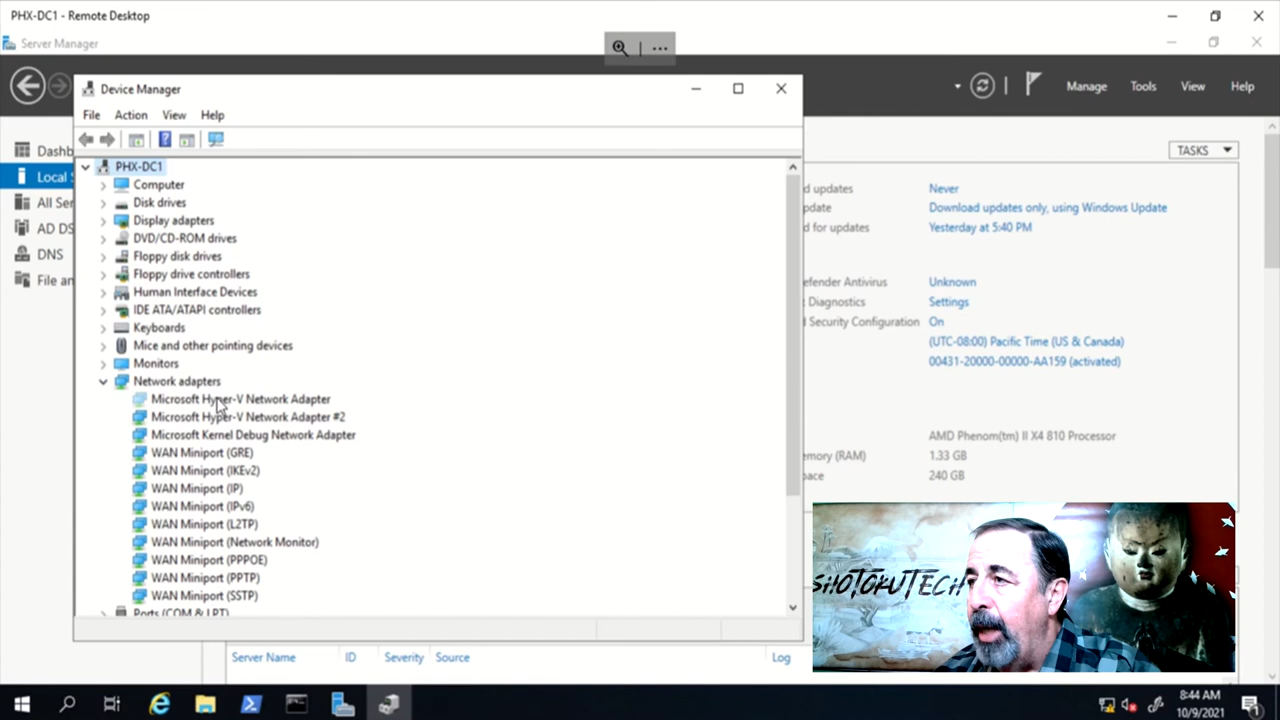 PHX-DC1 - Remote Desktop
Server Manager
Manage Tools View Help
Device Manager
File Action View Help
TASKS
PHX-DC1
Computer
Disk drives
Display adapters
DVD/CD-ROM drives
Floppy disk drives
Floppy drive controllers
Human Interface Devices
IDE ATA/ATAPI controllers
Keyboards
Mice and other pointing devices
Monitors
Network adapters
Microsoft Hyper-V Network Adapter
Microsoft Hyper-V Network Adapter #2
Microsoft Kernel Debug Network Adapter
WAN Miniport (GRE)
WAN Miniport (IKEv2)
WAN Miniport (IP)
WAN Miniport (IPv6)
WAN Miniport (L2TP)
WAN Miniport (Network Monitor)
WAN Miniport (PPPOE)
WAN Miniport (PPTP)
WAN Miniport (SSTP)
Ports (COM & LPT)
Dashb
Local S
All Ser
AD DS
DNS
File an
d updates Never
pdate Download updates only, using Windows Update
d for updates Yesterday at 5:40 PM
efender Antivirus Unknown
Diagnostics Settings
Security Configuration On
(UTC-08:00) Pacific Time (US & Canada)
00431-20000-00000-AA159 (activated)
AMD Phenom(tm) II X4 810 Processor
emory (RAM) 1.33 GB
pace 240 GB
SHOTOKUTECH
Server Name ID Severity Source Log
8:44 AM
10/9/2021
1